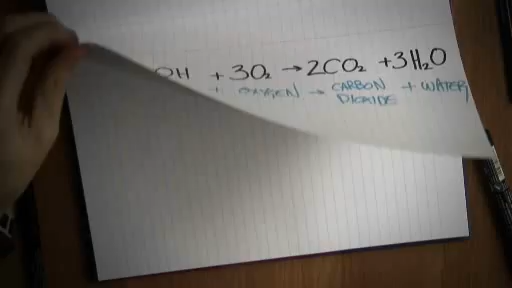 OH + 3O₂ → 2CO₂ + 3H₂O
+ OXYGEN → CARBON DIOXIDE + WATER